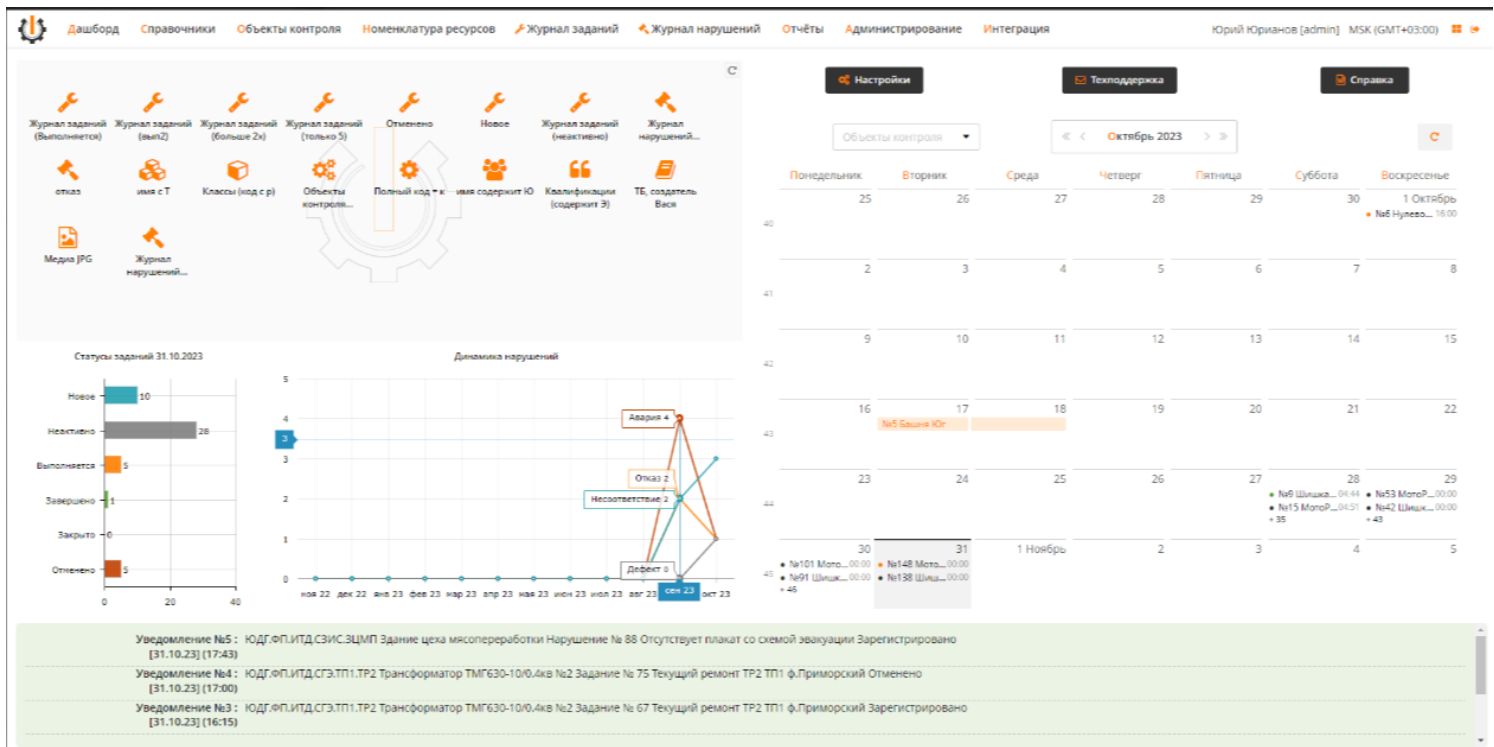 Дашборд Справочники Объекты контроля Номенклатура ресурсов Журнал заданий Журнал нарушений Отчёты Администрирование Интеграция Юрий Юрианов [admin] MSK (GMT+03:00)
Журнал заданий (Выполняется)
Журнал заданий (вып2)
Журнал заданий (больше 2х)
Журнал заданий (только 5)
Отменено
Новое
Журнал заданий (неактивно)
Журнал нарушений...
отказ
имя с Т
Классы (код с р)
Объекты контроля...
Полный код = к
имя содержит Ю
Квалификации (содержит Э)
ТБ, создатель Вася
Медиа JPG
Журнал нарушений...
Настройки Техподдержка Справка
Объекты контроля Октябрь 2023
Понедельник Вторник Среда Четверг Пятница Суббота Воскресенье
25 26 27 28 29 30 1 Октябрь
№6 Нулево... 16:00
40
2 3 4 5 6 7 8
41
9 10 11 12 13 14 15
42
16 17 18 19 20 21 22
№5 Башня Юг
43
23 24 25 26 27 28 29
№9 Шишка... 04:44 №53 МотоР... 00:00
№15 МотоР... 04:51 №42 Шишк... 00:00
+ 35 + 43
44
30 31 1 Ноябрь 2 3 4 5
№101 Мото... 00:00 №148 Мото... 00:00
№91 Шишк... 00:00 №138 Шиш... 00:00
+ 46
45
Статусы заданий 31.10.2023
Новое 10
Неактивно 28
Выполняется 5
Завершено 1
Закрыто 0
Отменено 5
0 20 40
Динамика нарушений
5
4
3
3
2
1
0
Авария 4
Отказ 2
Несоответствие 2
Дефект 0
ноя 22 дек 22 янв 23 фев 23 мар 23 апр 23 мая 23 июн 23 июл 23 авг 23 сен 23 окт 23
Уведомление №5 : ЮДГ.ФП.ИТД.СЗИС.ЗЦМП Здание цеха мясопереработки Нарушение № 88 Отсутствует плакат со схемой эвакуации Зарегистрировано
[31.10.23] (17:43)
Уведомление №4 : ЮДГ.ФП.ИТД.СГЭ.ТП1.ТР2 Трансформатор ТМГ630-10/0.4кв №2 Задание № 75 Текущий ремонт ТР2 ТП1 ф.Приморский Отменено
[31.10.23] (17:00)
Уведомление №3 : ЮДГ.ФП.ИТД.СГЭ.ТП1.ТР2 Трансформатор ТМГ630-10/0.4кв №2 Задание № 67 Текущий ремонт ТР2 ТП1 ф.Приморский Зарегистрировано
[31.10.23] (16:15)